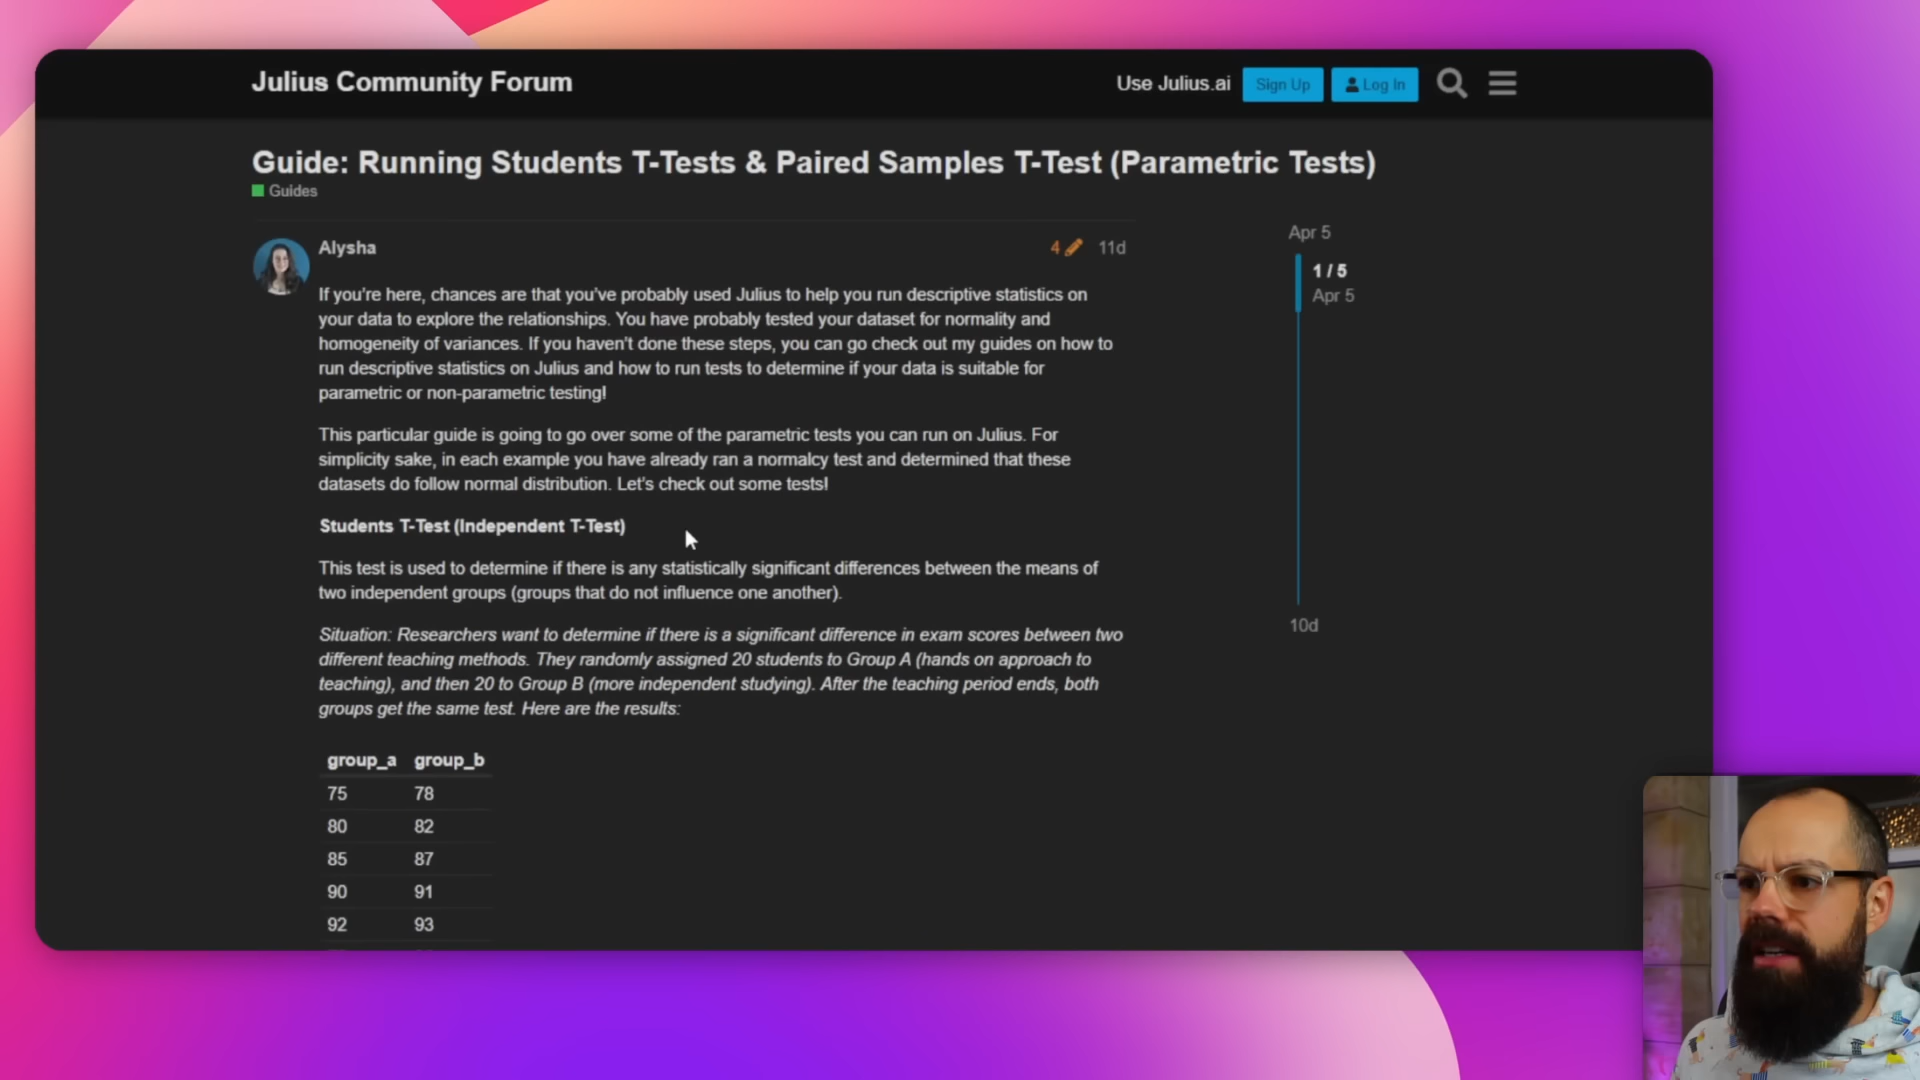 Julius Community Forum
Use Julius.ai
Sign Up
Log In
Guide: Running Students T-Tests & Paired Samples T-Test (Parametric Tests)
Guides
Alysha
4
11d
If you're here, chances are that you've probably used Julius to help you run descriptive statistics on
your data to explore the relationships. You have probably tested your dataset for normality and
homogeneity of variances. If you haven't done these steps, you can go check out my guides on how to
run descriptive statistics on Julius and how to run tests to determine if your data is suitable for
parametric or non-parametric testing!
This particular guide is going to go over some of the parametric tests you can run on Julius. For
simplicity sake, in each example you have already ran a normalcy test and determined that these
datasets do follow normal distribution. Let's check out some tests!
Students T-Test (Independent T-Test)
This test is used to determine if there is any statistically significant differences between the means of
two independent groups (groups that do not influence one another).
Situation: Researchers want to determine if there is a significant difference in exam scores between two
different teaching methods. They randomly assigned 20 students to Group A (hands on approach to
teaching), and then 20 to Group B (more independent studying). After the teaching period ends, both
groups get the same test. Here are the results:
group_a group_b
75 78
80 82
85 87
90 91
92 93
Apr 5
1 / 5
Apr 5
10d